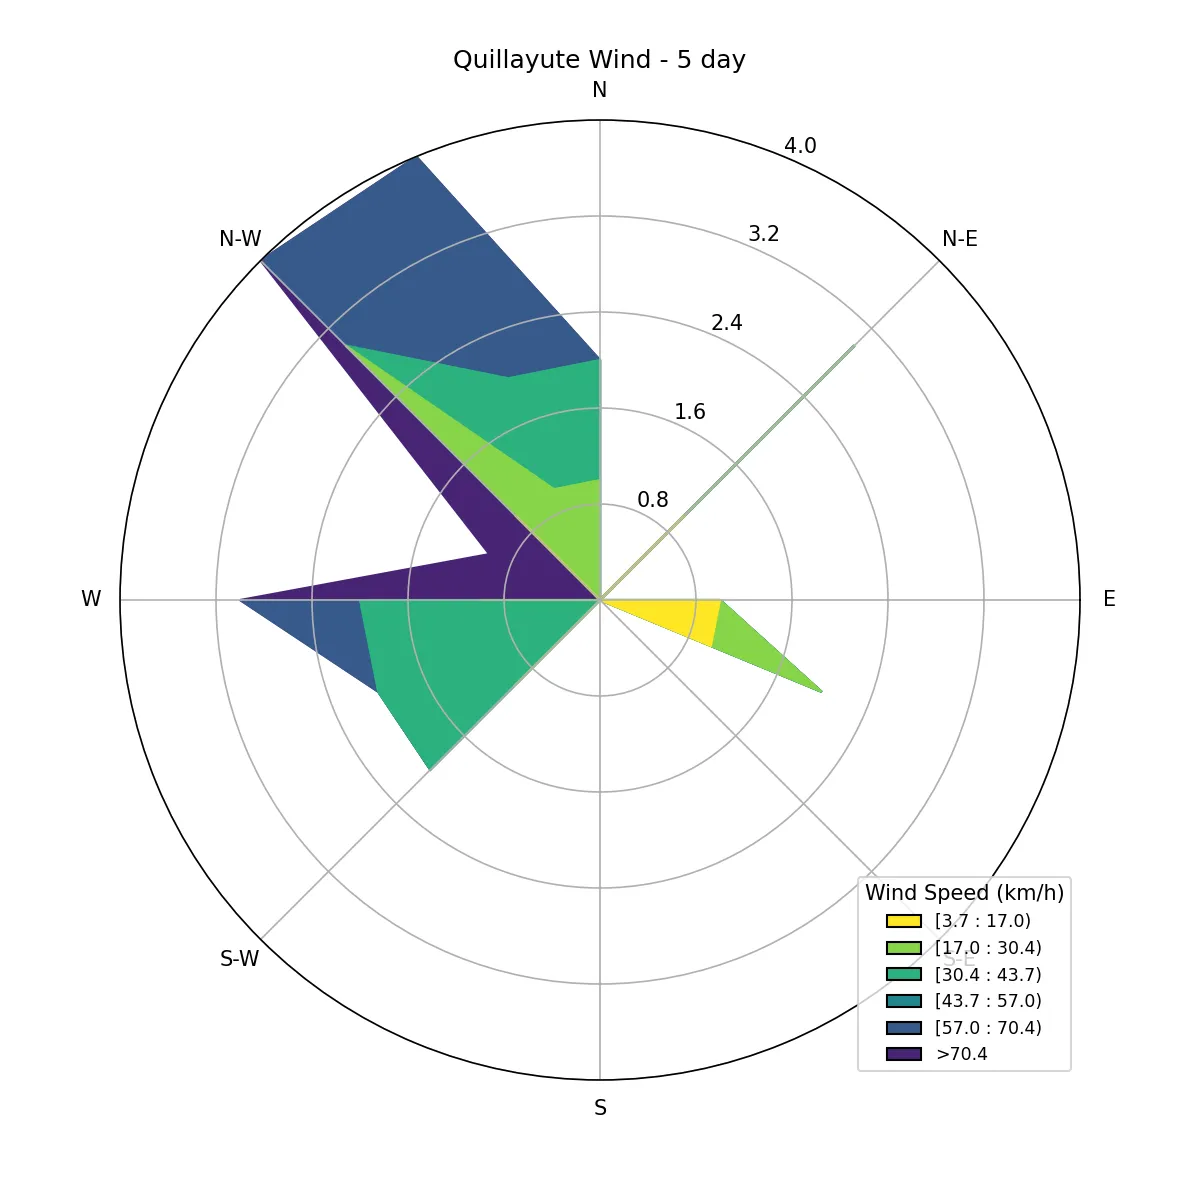 Quillayute Wind - 5 day
N
4.0
N-W
3.2
N-E
2.4
1.6
0.8
W
E
S-W
S-E
S
Wind Speed (km/h)
[3.7 : 17.0)
[17.0 : 30.4)
[30.4 : 43.7)
[43.7 : 57.0)
[57.0 : 70.4)
>70.4